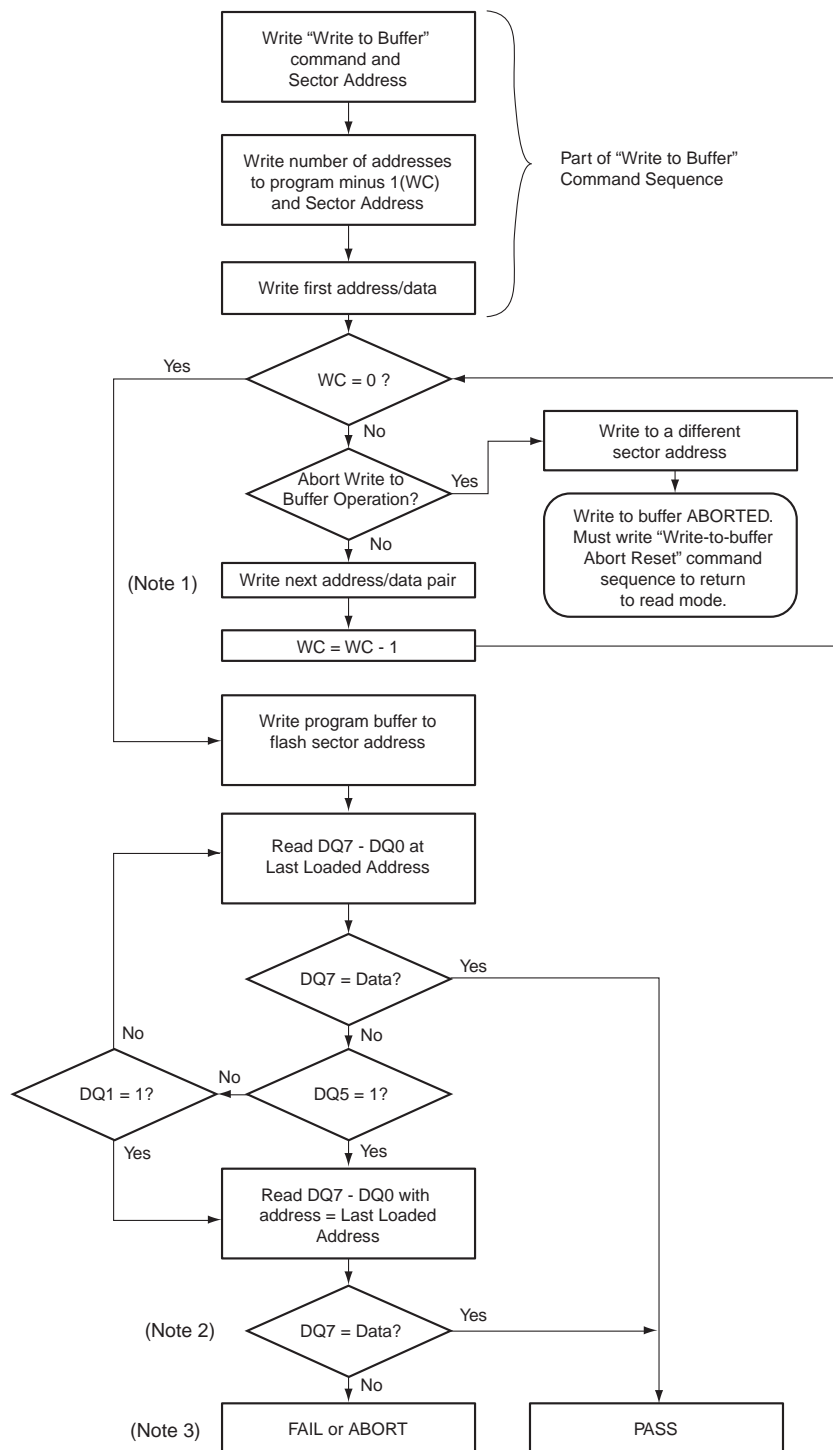 Write “Write to Buffer”
command and
Sector Address
Write number of addresses
to program minus 1(WC)
and Sector Address
Part of “Write to Buffer”
Command Sequence
Write first address/data
Yes
WC = 0 ?
No
Write to a different
sector address
Abort Write to
Buffer Operation?
Yes
No
Write to buffer ABORTED.
Must write “Write-to-buffer
Abort Reset” command
sequence to return
to read mode.
(Note 1)
Write next address/data pair
WC = WC - 1
Write program buffer to
flash sector address
Read DQ7 - DQ0 at
Last Loaded Address
DQ7 = Data?
Yes
No
No
DQ1 = 1?
No
DQ5 = 1?
Yes
Yes
Read DQ7 - DQ0 with
address = Last Loaded
Address
(Note 2)
DQ7 = Data?
Yes
No
(Note 3)
FAIL or ABORT
PASS